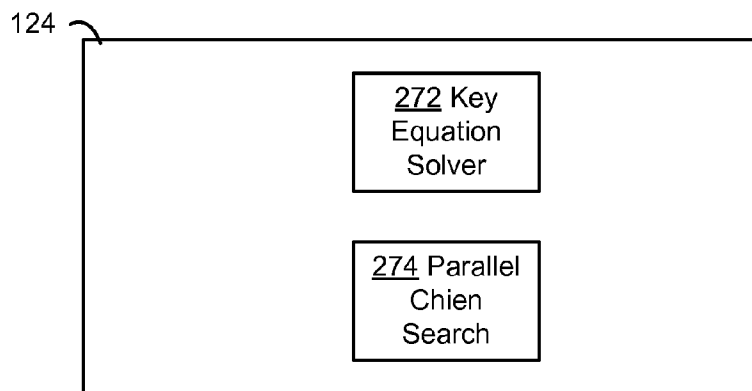 124
272 Key
Equation
Solver
274 Parallel
Chien
Search